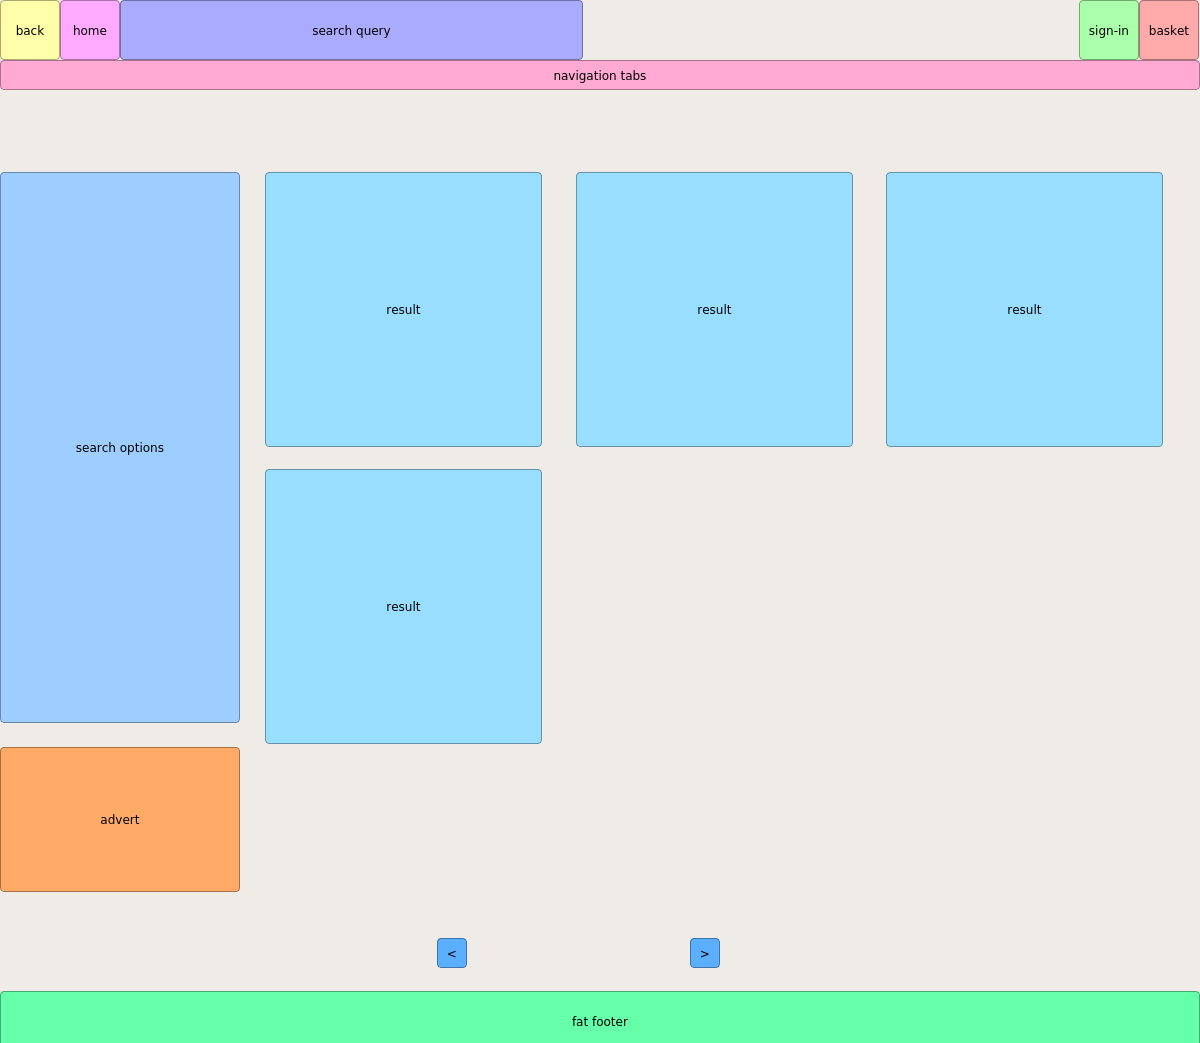 back
home
search query
sign-in
basket
navigation tabs
search options
result
result
result
result
advert
<
>
fat footer